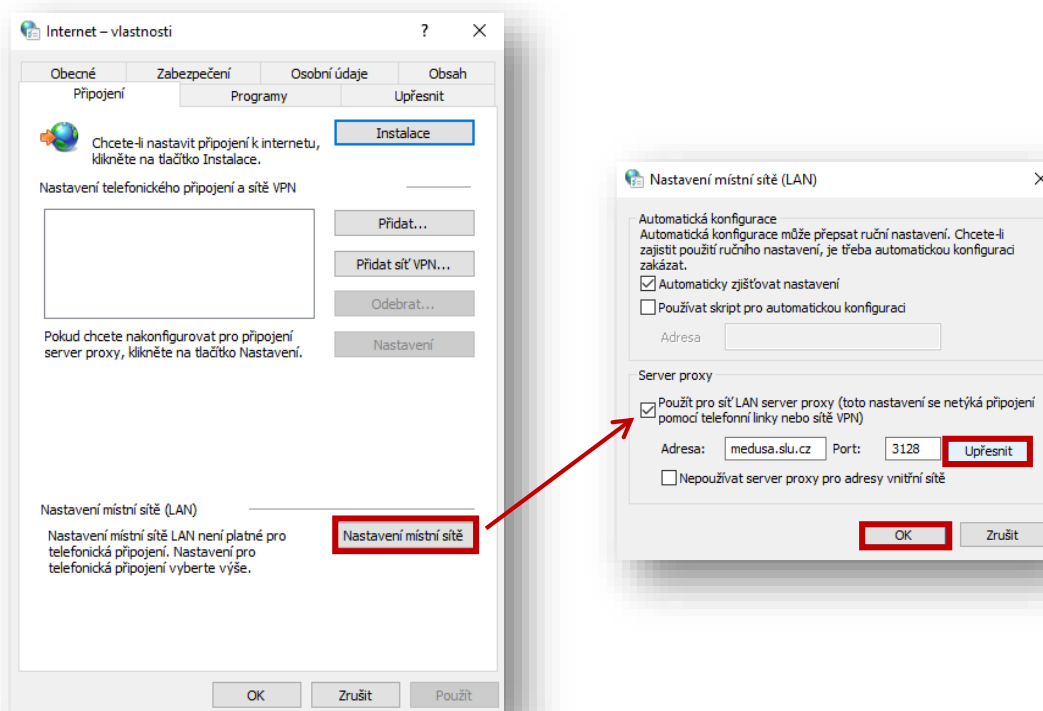 Internet – vlastnosti
Obecné Zabezpečení Osobní údaje Obsah
Připojení Programy Upřesnit
Chcete-li nastavit připojení k internetu,
klikněte na tlačítko Instalace.
Instalace
Nastavení telefonického připojení a sítě VPN
Přidat...
Přidat síť VPN...
Odebrat...
Pokud chcete nakonfigurovat pro připojení
server proxy, klikněte na tlačítko Nastavení.
Nastavení
Nastavení místní sítě (LAN)
Nastavení místní sítě LAN není platné pro
telefonická připojení. Nastavení pro
telefonická připojení vyberte výše.
Nastavení místní sítě
OK Zrušit Použít
Nastavení místní sítě (LAN)
Automatická konfigurace
Automatická konfigurace může přepsat ruční nastavení. Chcete-li
zajistit použití ručního nastavení, je třeba automatickou konfiguraci
zakázat.
Automaticky zjišťovat nastavení
Používat skript pro automatickou konfiguraci
Adresa
Server proxy
Použít pro síť LAN server proxy (toto nastavení se netýká připojení
pomocí telefonní linky nebo sítě VPN)
Adresa: medusa.slu.cz Port: 3128 Upřesnit
Nepoužívat server proxy pro adresy vnitřní sítě
OK Zrušit